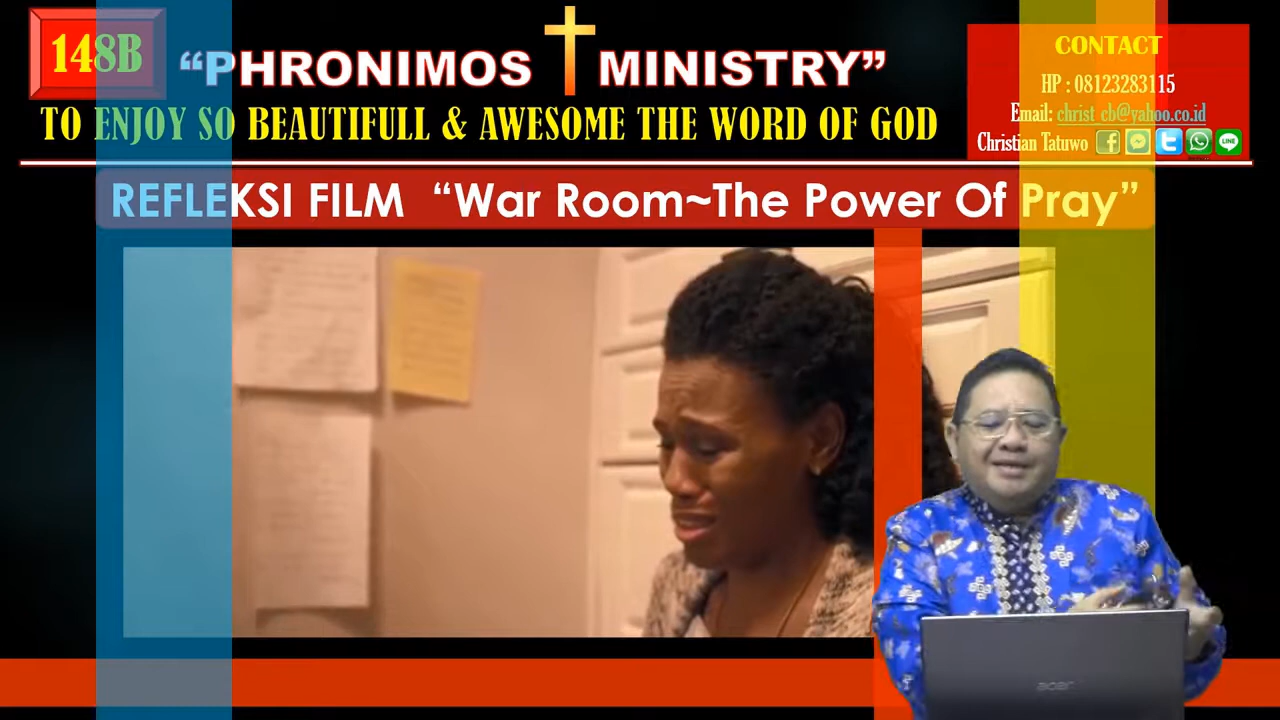 148B
“PHRONIMOS MINISTRY”
TO ENJOY SO BEAUTIFULL & AWESOME THE WORD OF GOD
CONTACT
HP : 08123283115
Email: christ_cb@yahoo.co.id
Christian Tatuwo
LINE
REFLEKSI FILM “War Room~The Power Of Pray”
acer